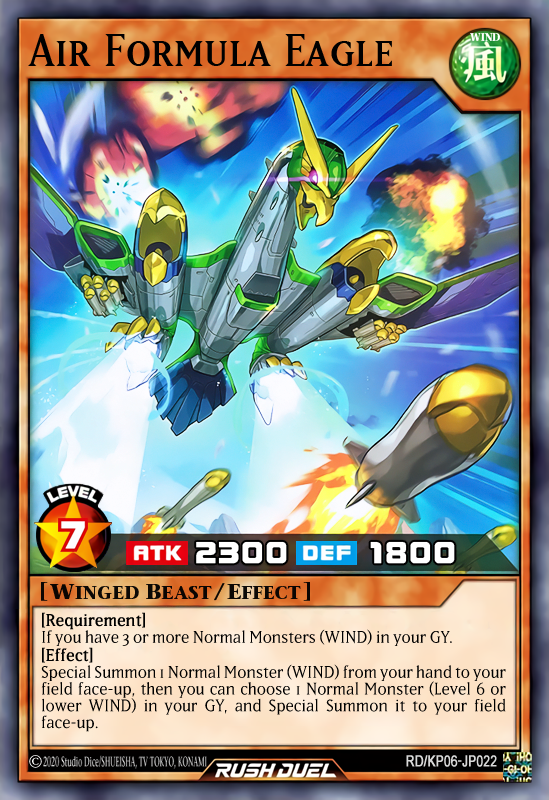 AIR FORMULA EAGLE
WIND
風
LEVEL
7
ATK 2300 DEF 1800
[WINGED BEAST/EFFECT]
[Requirement]
If you have 3 or more Normal Monsters (WIND) in your GY.
[Effect]
Special Summon 1 Normal Monster (WIND) from your hand to your
field face-up, then you can choose 1 Normal Monster (Level 6 or
lower WIND) in your GY, and Special Summon it to your field
face-up.
©2020 Studio Dice/SHUEISHA, TV TOKYO, KONAMI
RD/KP06-JP022
RUSH DUEL